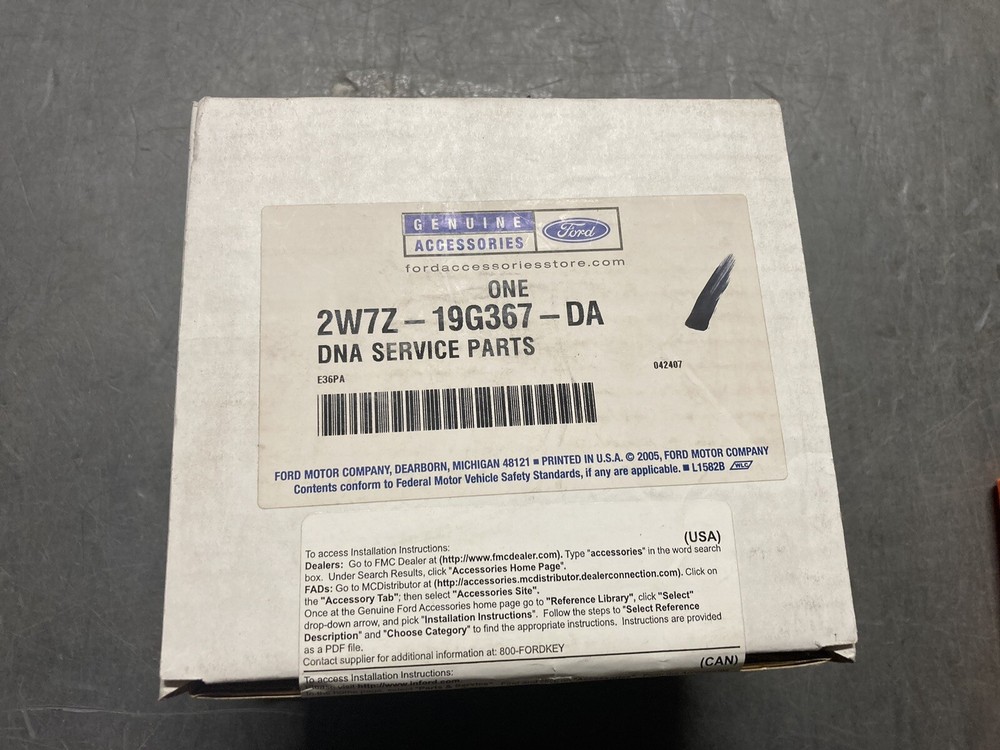 GENUINE
ACCESSORIES
Ford
fordaccessoriesstore.com
ONE
2W7Z – 19G367 – DA
DNA SERVICE PARTS
E36PA
042407
FORD MOTOR COMPANY, DEARBORN, MICHIGAN 48121 ■ PRINTED IN U.S.A. © 2005, FORD MOTOR COMPANY
Contents conform to Federal Motor Vehicle Safety Standards, if any are applicable. ■ L1582B WLC
(USA)
To access Installation Instructions:
Dealers: Go to FMC Dealer at (http://www.fmcdealer.com). Type "accessories" in the word search
box. Under Search Results, click "Accessories Home Page".
FADs: Go to MCDistributor at (http://accessories.mcdistributor.dealerconnection.com). Click on
the "Accessory Tab"; then select "Accessories Site".
Once at the Genuine Ford Accessories home page go to "Reference Library", click "Select"
drop-down arrow, and pick "Installation Instructions". Follow the steps to "Select Reference
Description" and "Choose Category" to find the appropriate instructions. Instructions are provided
as a PDF file.
Contact supplier for additional information at: 800-FORDKEY
(CAN)
To access Installation Instructions: